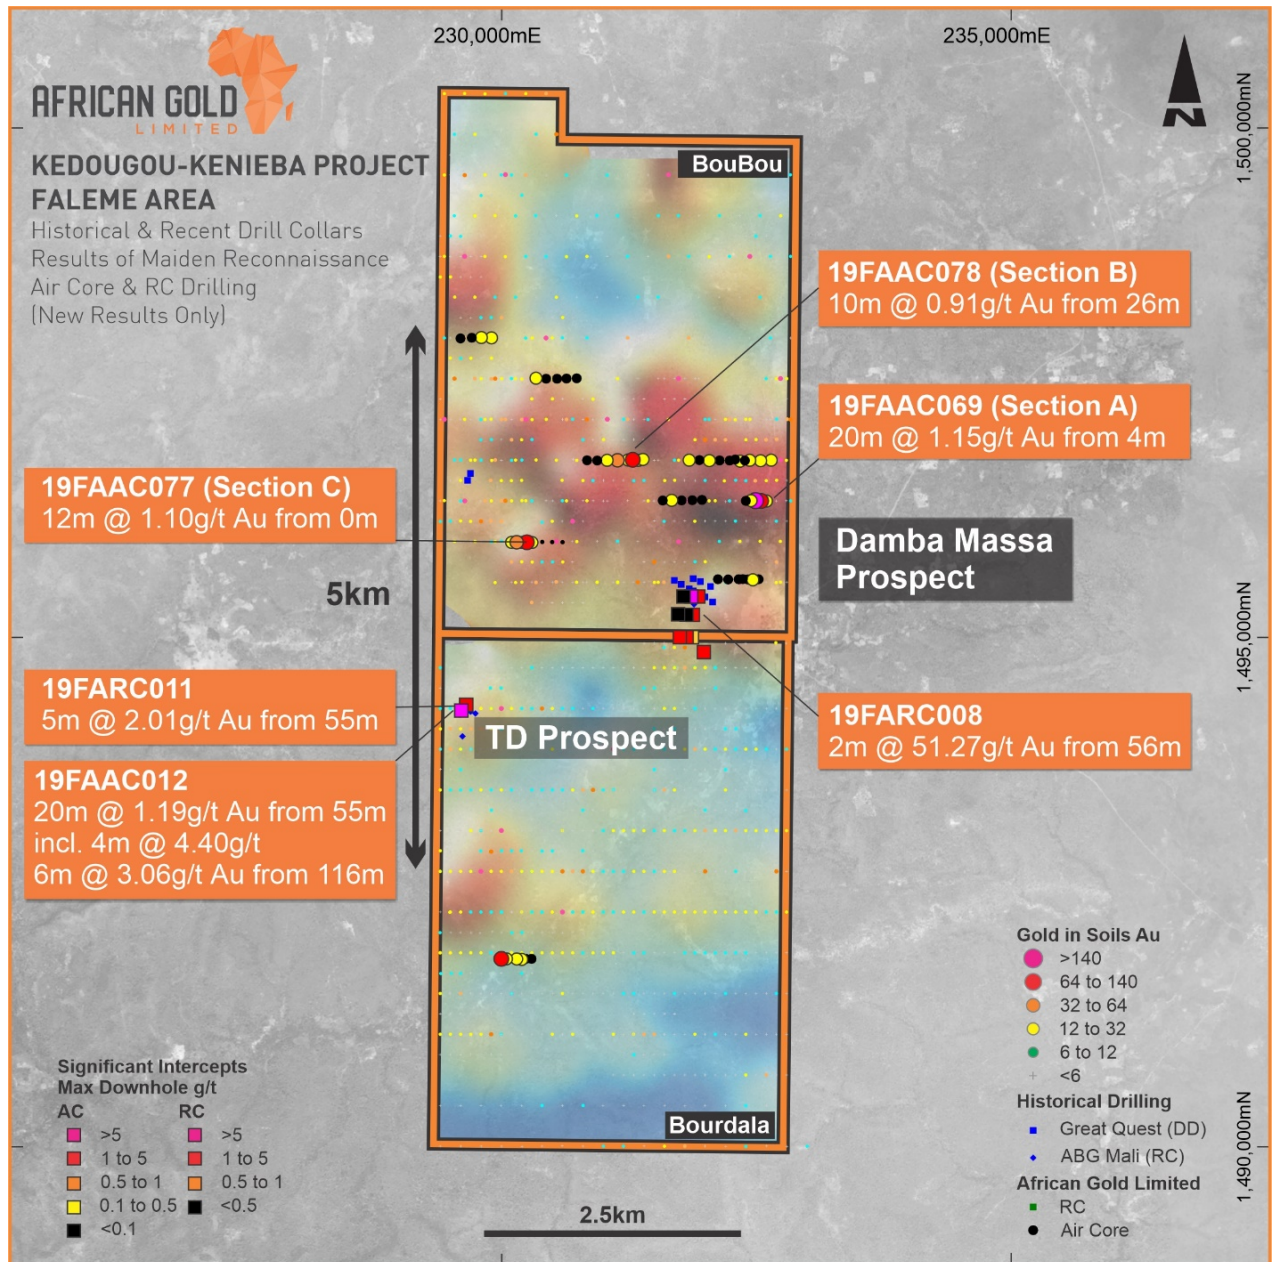 230,000mE
235,000mE
AFRICAN GOLD
LIMITED
KEDOUGOU-KENIEBA PROJECT
FALEME AREA
Historical & Recent Drill Collars
Results of Maiden Reconnaissance
Air Core & RC Drilling
(New Results Only)
N
1,500,000mN
BouBou
19FAAC078 (Section B)
10m @ 0.91g/t Au from 26m
19FAAC069 (Section A)
20m @ 1.15g/t Au from 4m
19FAAC077 (Section C)
12m @ 1.10g/t Au from 0m
Damba Massa
Prospect
5km
1,495,000mN
19FARC011
5m @ 2.01g/t Au from 55m
TD Prospect
19FARC008
2m @ 51.27g/t Au from 56m
19FAAC012
20m @ 1.19g/t Au from 55m
incl. 4m @ 4.40g/t
6m @ 3.06g/t Au from 116m
Gold in Soils Au
>140
64 to 140
32 to 64
12 to 32
6 to 12
<6
Historical Drilling
Great Quest (DD)
ABG Mali (RC)
African Gold Limited
RC
Air Core
Significant Intercepts
Max Downhole g/t
AC RC
>5 >5
1 to 5 1 to 5
0.5 to 1 0.5 to 1
0.1 to 0.5 <0.5
<0.1
Bourdala
1,490,000mN
2.5km